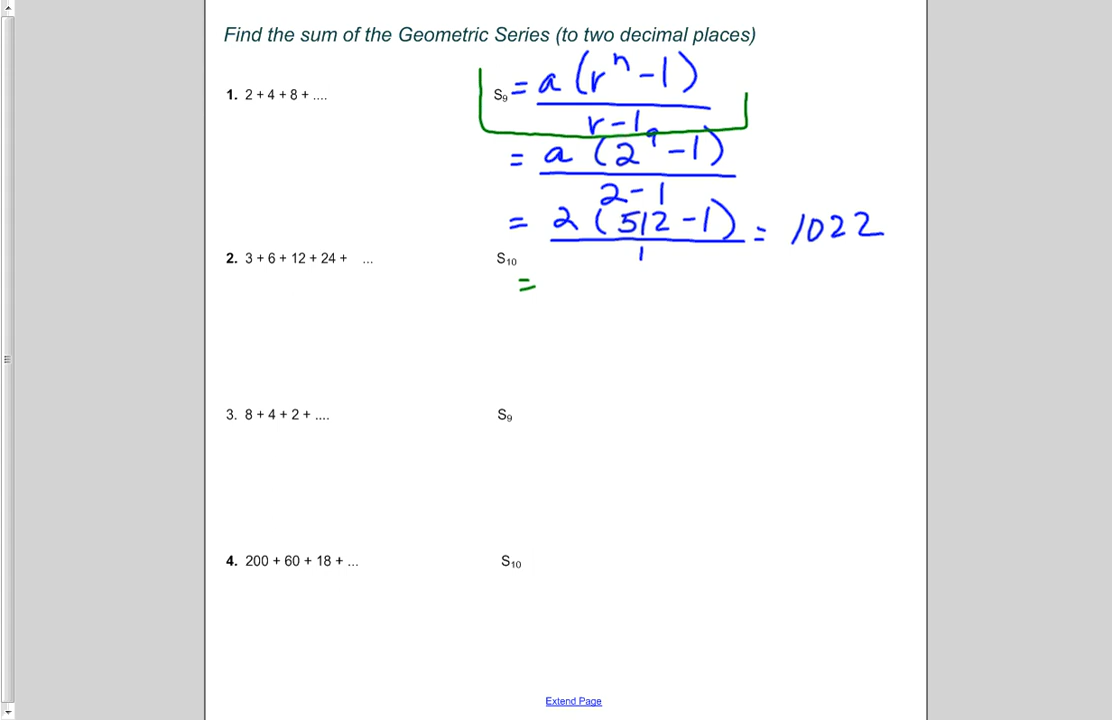 Find the sum of the Geometric Series (to two decimal places)
1. 2 + 4 + 8 + .... S₉ = a (rⁿ - 1)
r - 1
= a (2⁹ - 1)
2 - 1
= 2 (512 - 1) = 1022
1
2. 3 + 6 + 12 + 24 + ... S₁₀
=
3. 8 + 4 + 2 + .... S₉
4. 200 + 60 + 18 + ... S₁₀
Extend Page